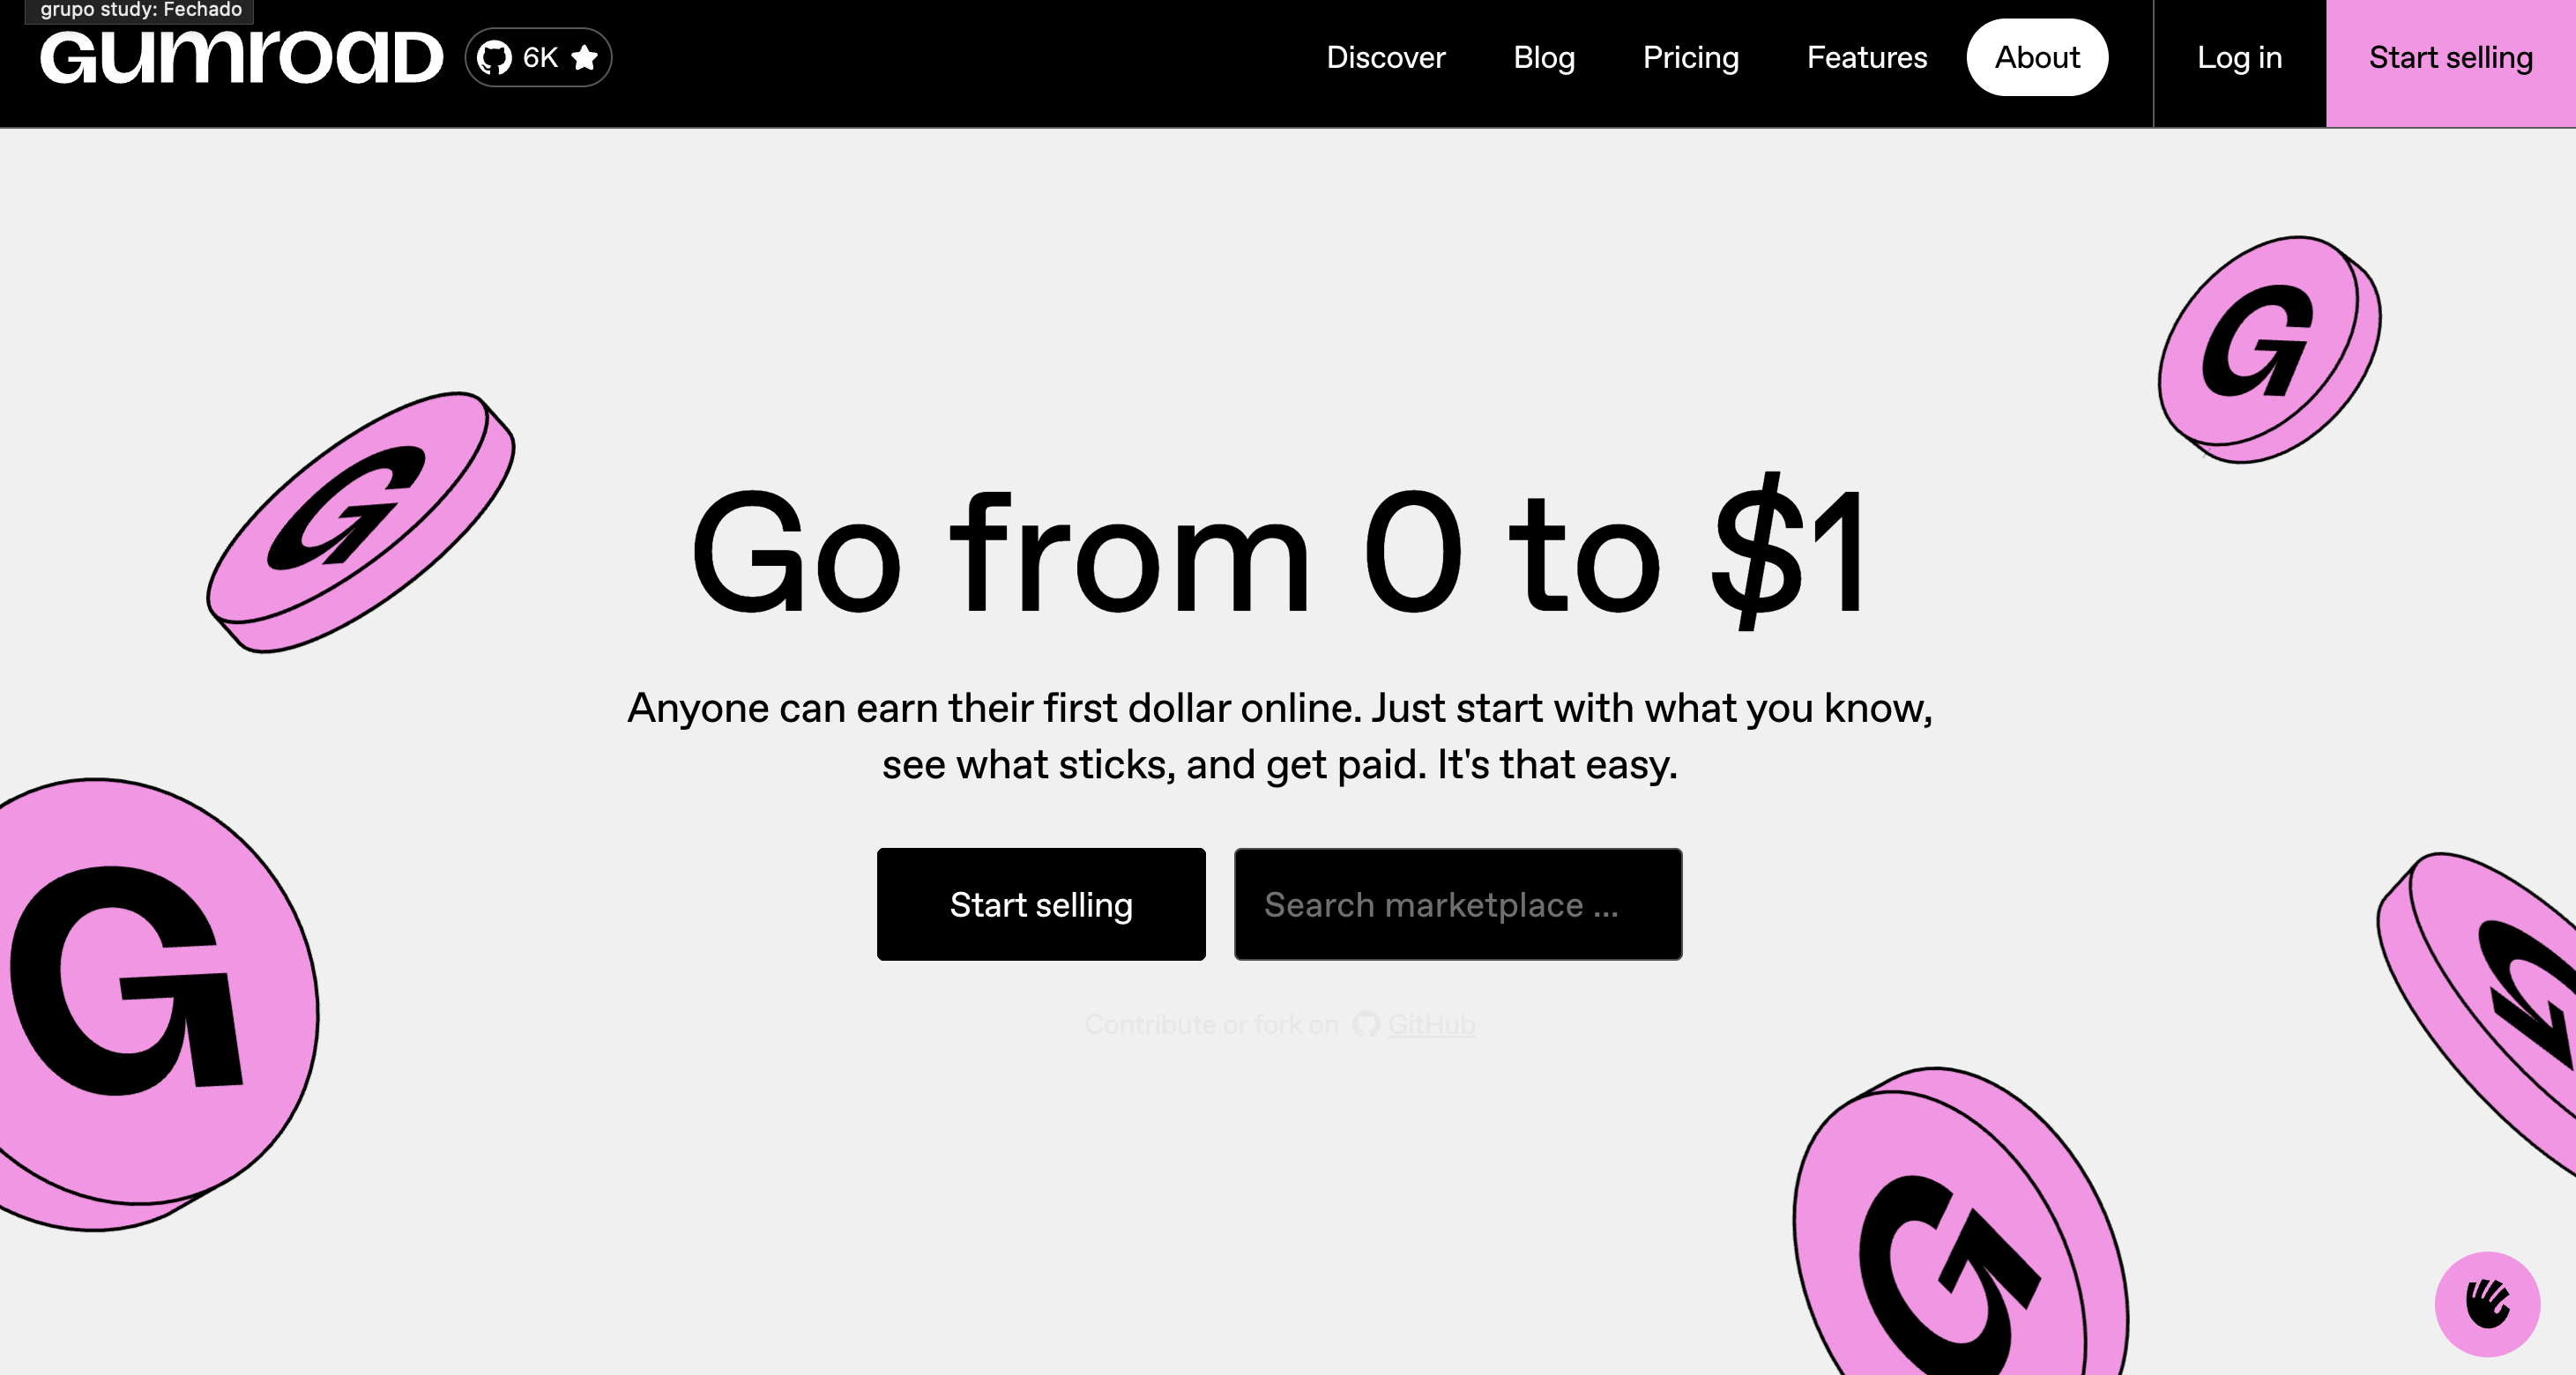 grupo study: Fechado
GUMROAD
6K
Discover
Blog
Pricing
Features
About
Log in
Start selling
G
G
Go from 0 to $1
Anyone can earn their first dollar online. Just start with what you know,
see what sticks, and get paid. It's that easy.
G
Start selling
Search marketplace ...
G
Contribute or fork on GitHub
G